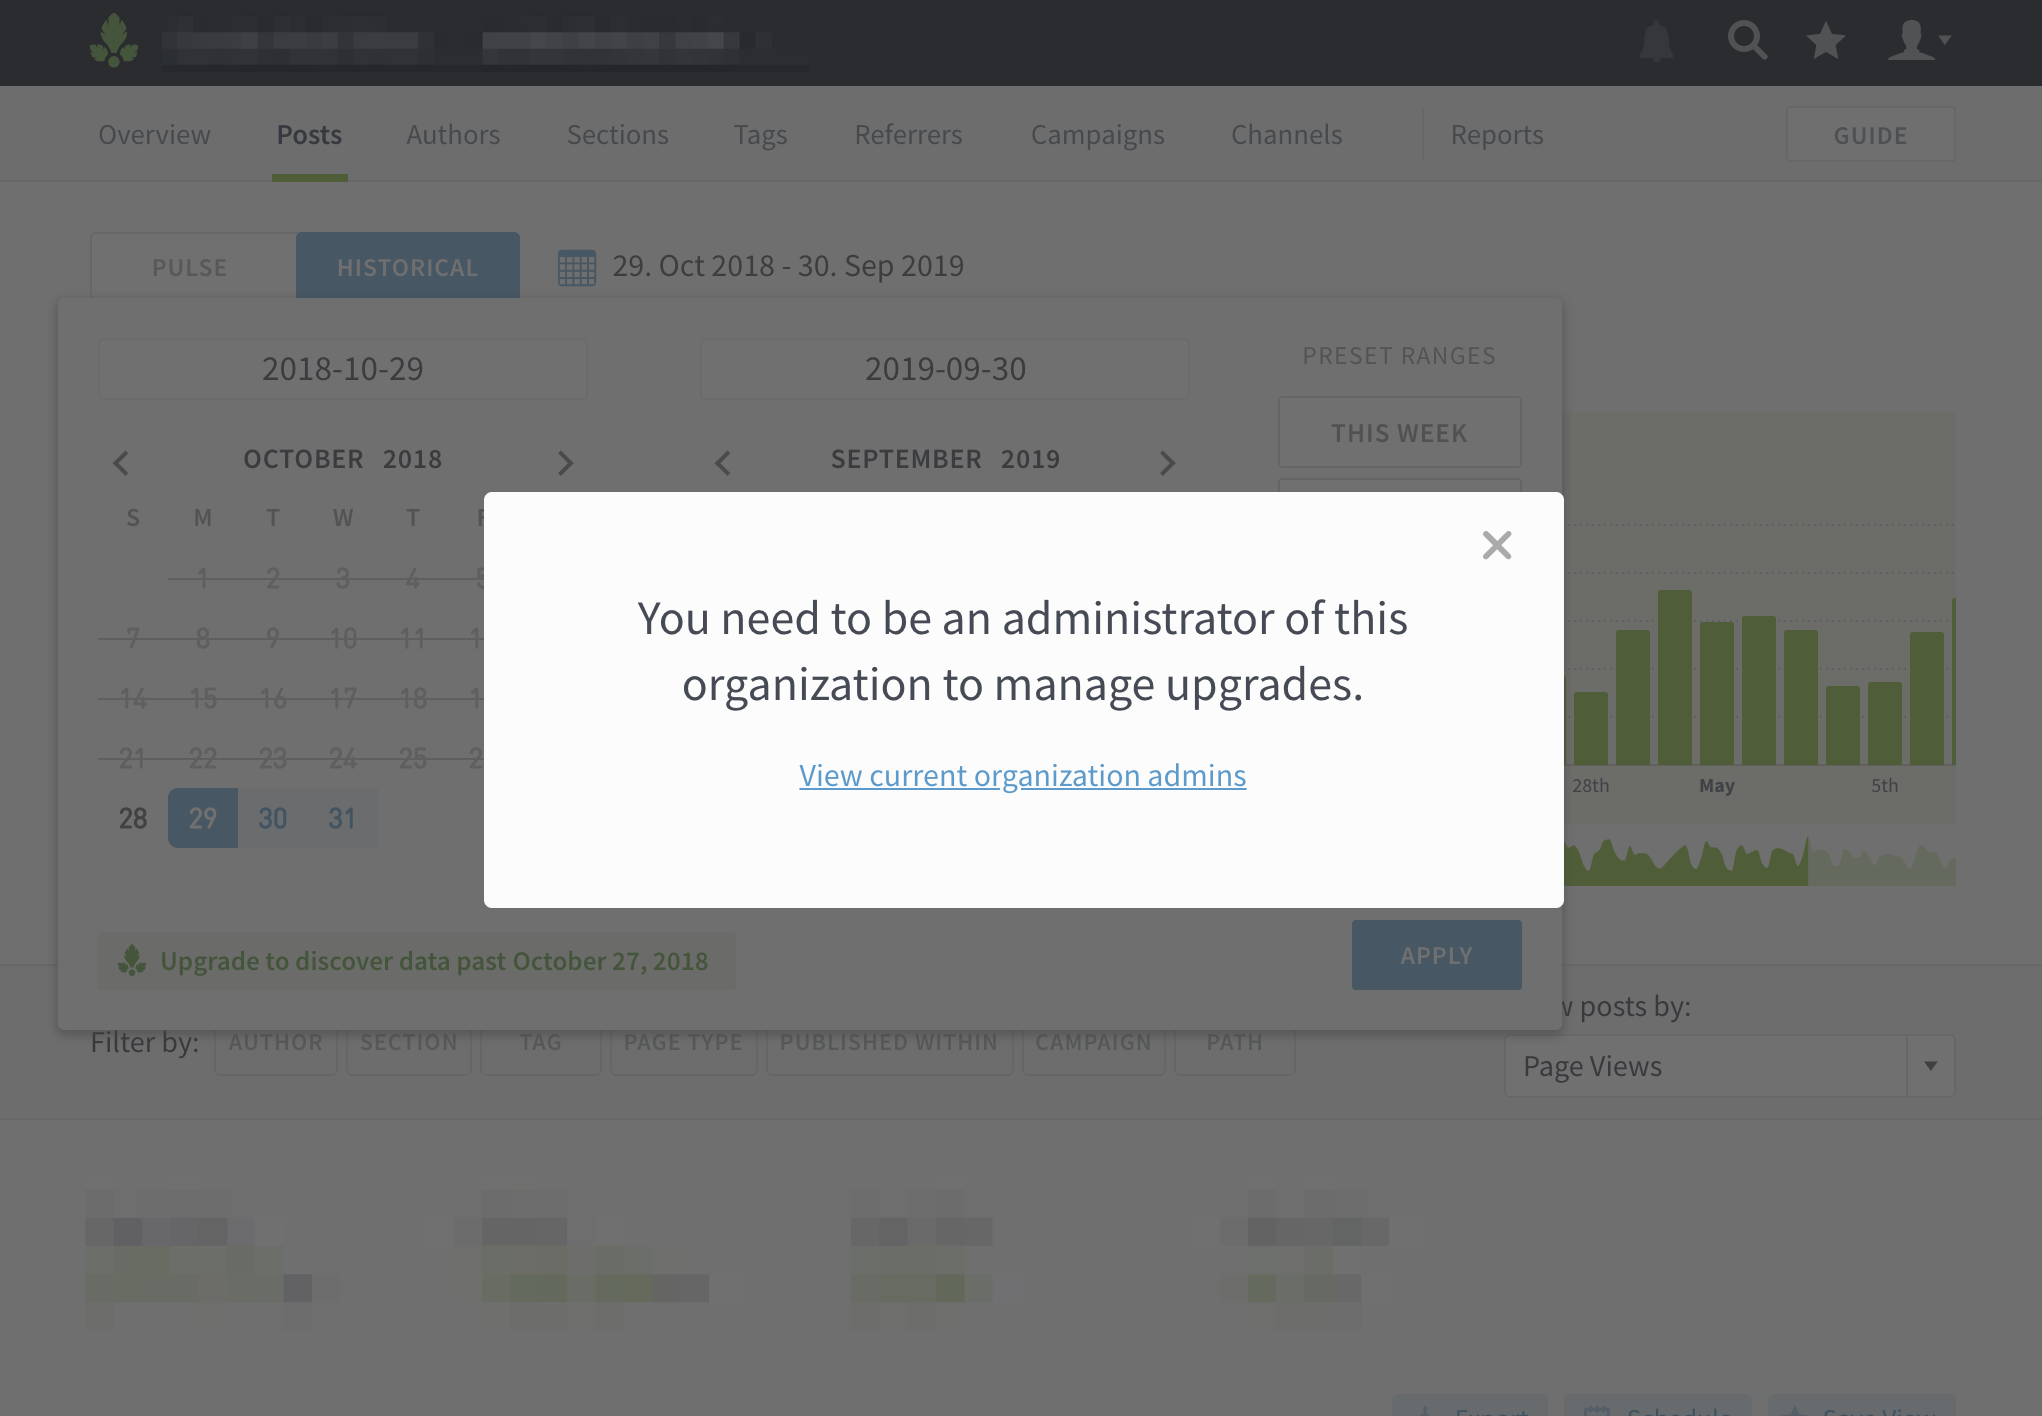 Overview Posts Authors Sections Tags Referrers Campaigns Channels Reports GUIDE
PULSE HISTORICAL 29. Oct 2018 - 30. Sep 2019
2018-10-29 2019-09-30 PRESET RANGES
THIS WEEK
OCTOBER 2018 SEPTEMBER 2019
S M T W T
1 2 3 4
7 8 9 10 11
14 15 16 17 18
21 22 23 24 25
28 29 30 31
You need to be an administrator of this
organization to manage upgrades.
View current organization admins
28th May 5th
Upgrade to discover data past October 27, 2018
APPLY
posts by:
Filter by: AUTHOR SECTION TAG PAGE TYPE PUBLISHED WITHIN CAMPAIGN PATH
Page Views
Export Schedule Save View